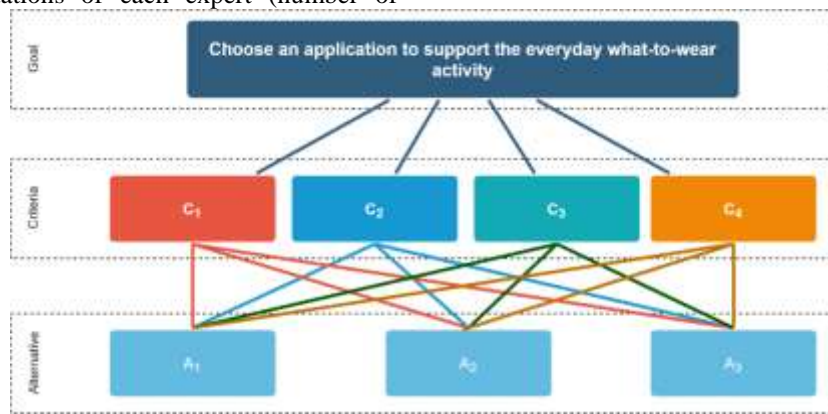 ations of each expert (number of
Goal
Choose an application to support the everyday what-to-wear
activity
Criteria
C₁
C₂
C₃
C₄
Alternative
A₁
A₂
A₃